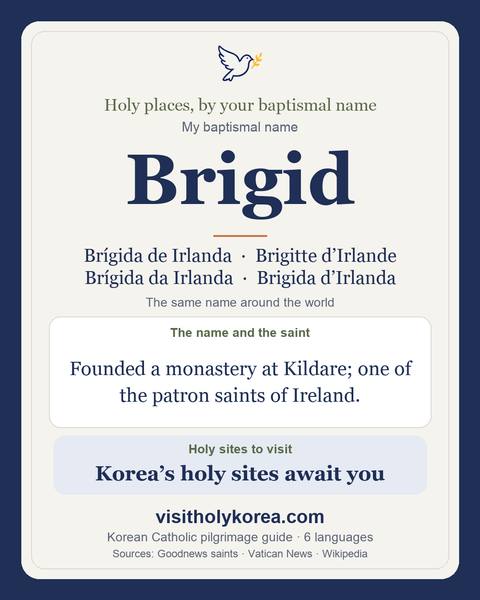 Holy places, by your baptismal name
My baptismal name
Brigid
Brígida de Irlanda · Brigitte d’Irlande
Brígida da Irlanda · Brigida d’Irlanda
The same name around the world
The name and the saint
Founded a monastery at Kildare; one of
the patron saints of Ireland.
Holy sites to visit
Korea’s holy sites await you
visitholykorea.com
Korean Catholic pilgrimage guide · 6 languages
Sources: Goodnews saints · Vatican News · Wikipedia